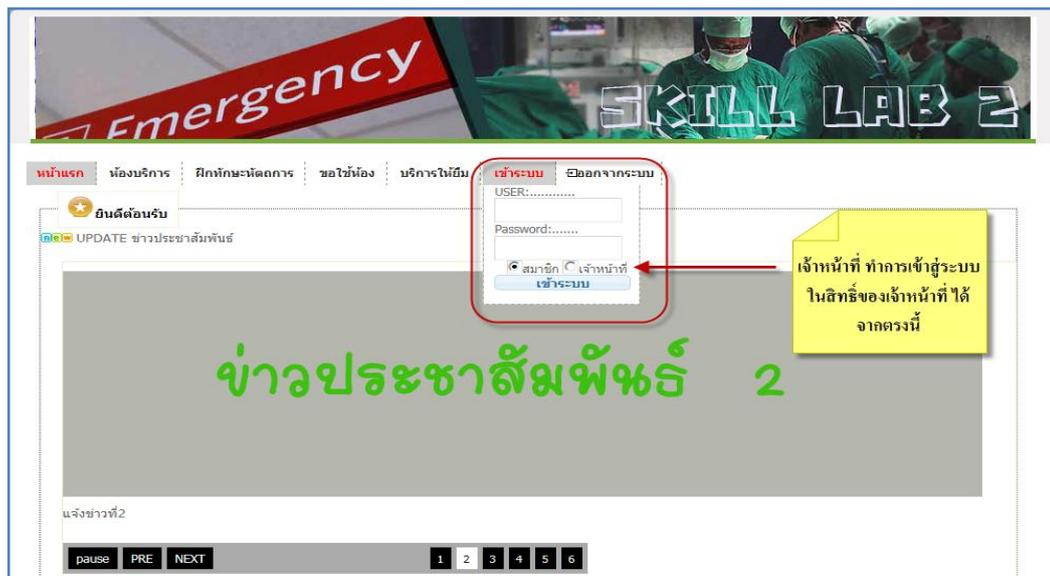 Emergency
SKILL LAB 2
หน้าแรก ห้องบริการ ฝึกทักษะหัตถการ ขอใช้ห้อง บริการให้ยืม เข้าระบบ ออกจากระบบ
USER:............
Password:.......
สมาชิก เจ้าหน้าที่
เข้าระบบ
ยินดีต้อนรับ
new UPDATE ข่าวประชาสัมพันธ์
เจ้าหน้าที่ ทำการเข้าสู่ระบบ
ในสิทธิ์ของเจ้าหน้าที่ ได้
จากตรงนี้
ข่าวประชาสัมพันธ์ 2
แจ้งข่าวที่2
pause PRE NEXT 1 2 3 4 5 6